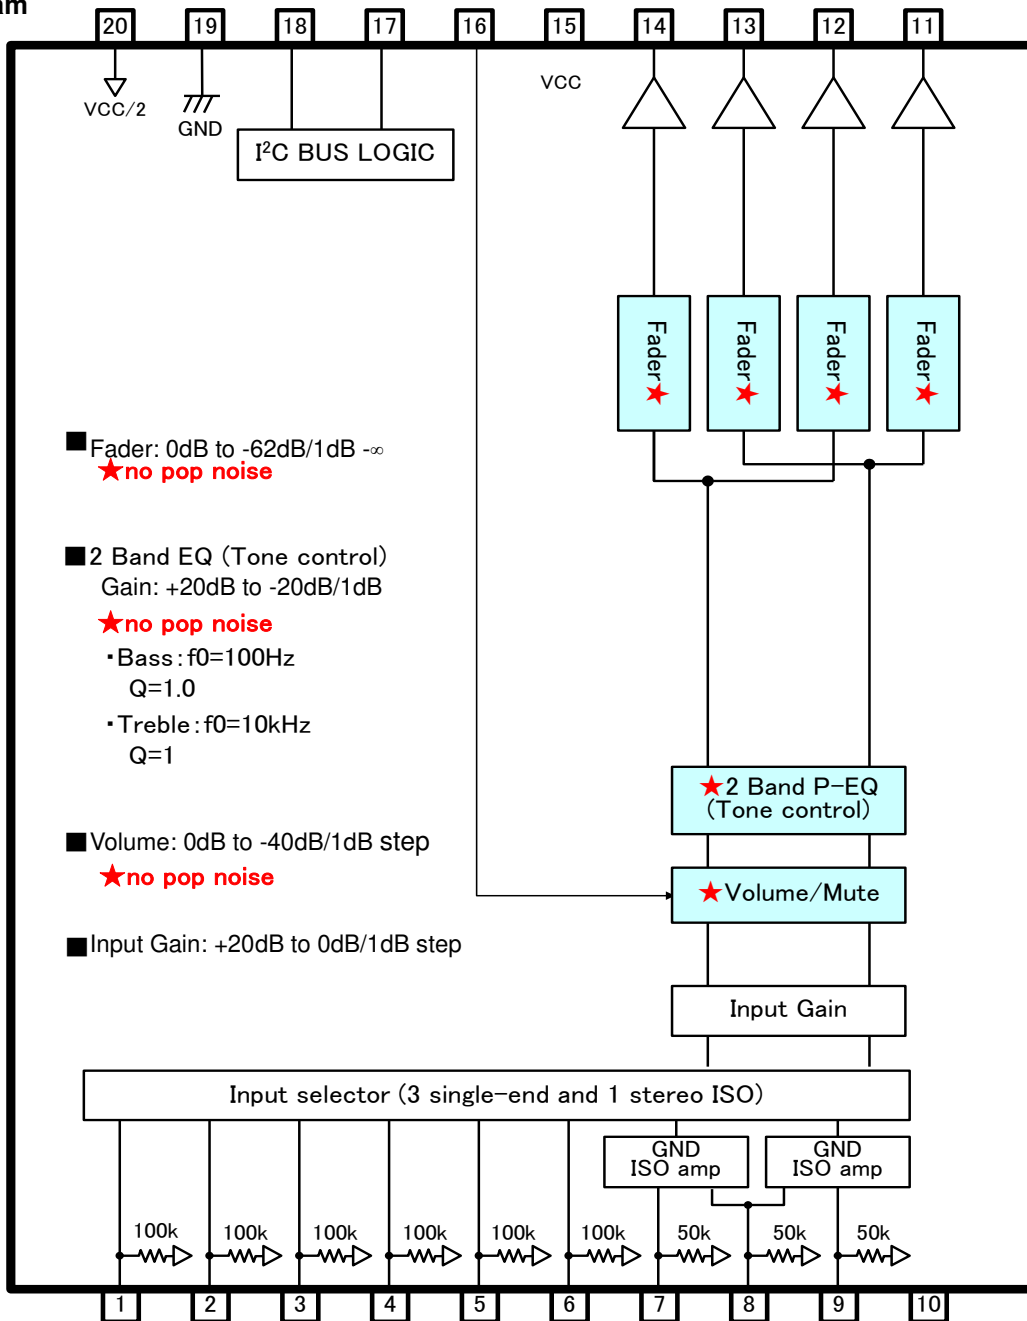 am
20 19 18 17 16 15 14 13 12 11
VCC/2
GND
VCC
I²C BUS LOGIC
Fader★ Fader★ Fader★ Fader★
■ Fader: 0dB to -62dB/1dB -∞
★no pop noise
■2 Band EQ (Tone control)
Gain: +20dB to -20dB/1dB
★no pop noise
・Bass:f0=100Hz
Q=1.0
・Treble:f0=10kHz
Q=1
★2 Band P-EQ
(Tone control)
■Volume: 0dB to -40dB/1dB step
★no pop noise
★Volume/Mute
■Input Gain: +20dB to 0dB/1dB step
Input Gain
Input selector (3 single-end and 1 stereo ISO)
GND
ISO amp
GND
ISO amp
100k 100k 100k 100k 100k 100k 50k 50k 50k
1 2 3 4 5 6 7 8 9 10